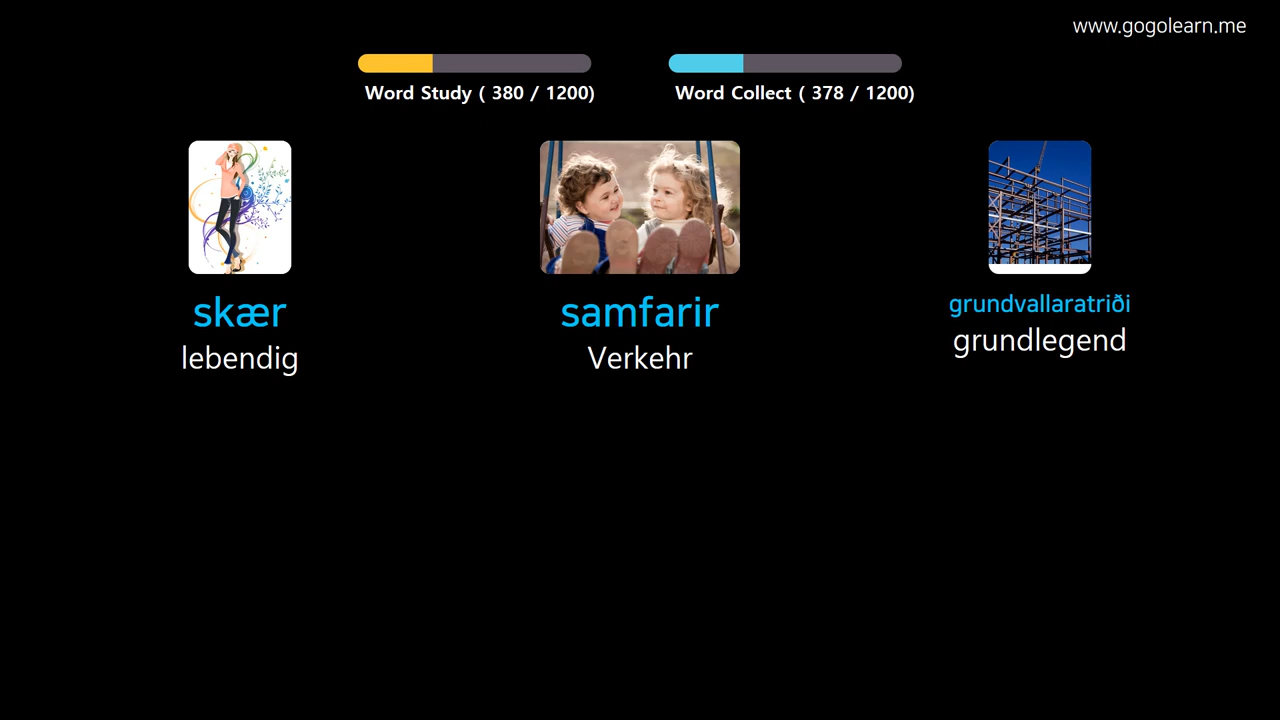 www.gogolearn.me
Word Study ( 380 / 1200)
Word Collect ( 378 / 1200)
skær
lebendig
samfarir
Verkehr
grundvallaratriði
grundlegend